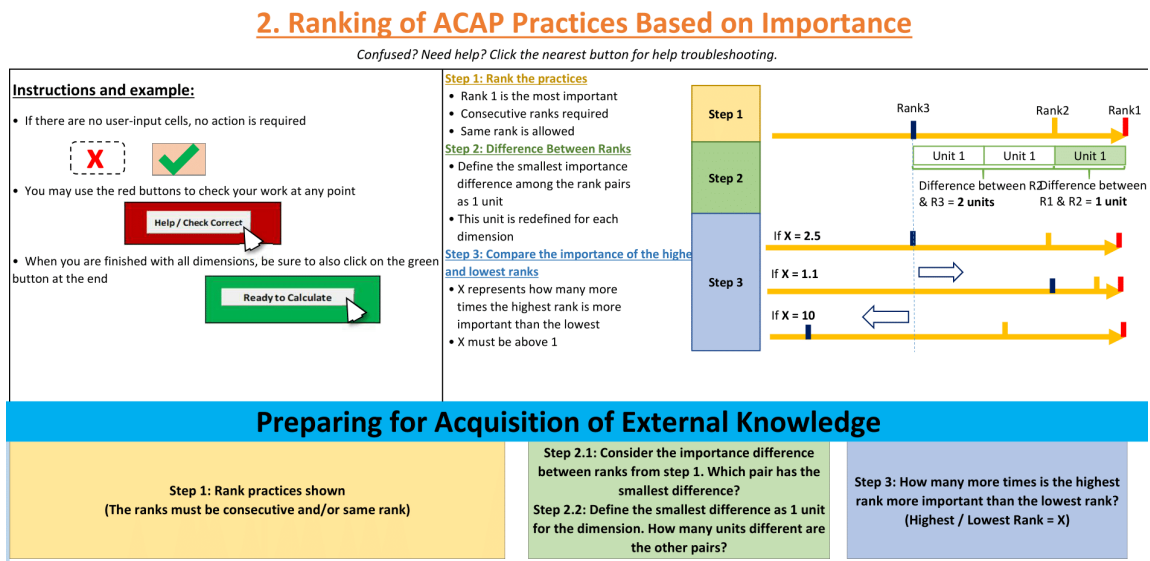 2. Ranking of ACAP Practices Based on Importance
Confused? Need help? Click the nearest button for help troubleshooting.
Instructions and example:
• If there are no user-input cells, no action is required
X
• You may use the red buttons to check your work at any point
Help / Check Correct
• When you are finished with all dimensions, be sure to also click on the green
button at the end
Ready to Calculate
Step 1: Rank the practices
• Rank 1 is the most important
• Consecutive ranks required
• Same rank is allowed
Step 2: Difference Between Ranks
• Define the smallest importance
difference among the rank pairs
as 1 unit
• This unit is redefined for each
dimension
Step 3: Compare the importance of the highe
and lowest ranks
• X represents how many more
times the highest rank is more
important than the lowest
• X must be above 1
Step 1
Step 2
Step 3
Rank3
Rank2
Rank1
Unit 1
Unit 1
Unit 1
Difference between R2
& R3 = 2 units
Difference between
R1 & R2 = 1 unit
If X = 2.5
If X = 1.1
If X = 10
Preparing for Acquisition of External Knowledge
Step 1: Rank practices shown
(The ranks must be consecutive and/or same rank)
Step 2.1: Consider the importance difference
between ranks from step 1. Which pair has the
smallest difference?
Step 2.2: Define the smallest difference as 1 unit
for the dimension. How many units different are
the other pairs?
Step 3: How many more times is the highest
rank more important than the lowest rank?
(Highest / Lowest Rank = X)